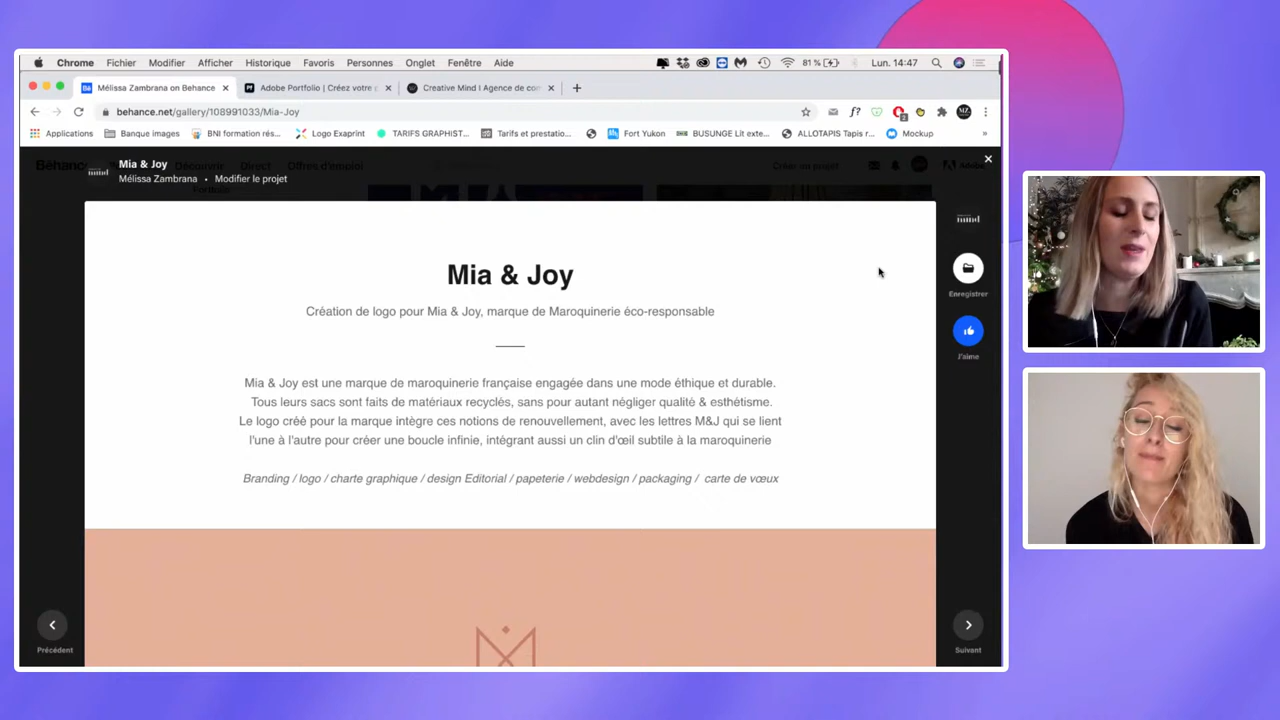 Chrome Fichier Modifier Afficher Historique Favoris Personnes Onglet Fenêtre Aide 81 % Lun. 14:47
Mélissa Zambrana on Behance Adobe Portfolio | Créez votre Creative Mind I Agence de com
behance.net/gallery/108991033/Mia-Joy f? MZ
Applications Banque images BNI formation rés... Logo Exaprint TARIFS GRAPHIST... Tarifs et prestatio... Fort Yukon BUSUNGE Lit exte... ALLOTAPIS Tapis r... Mockup »
Mia & Joy
Mélissa Zambrana • Modifier le projet
mind
Mia & Joy
Création de logo pour Mia & Joy, marque de Maroquinerie éco-responsable
Mia & Joy est une marque de maroquinerie française engagée dans une mode éthique et durable.
Tous leurs sacs sont faits de matériaux recyclés, sans pour autant négliger qualité & esthétisme.
Le logo créé pour la marque intègre ces notions de renouvellement, avec les lettres M&J qui se lient
l'une à l'autre pour créer une boucle infinie, intégrant aussi un clin d'œil subtile à la maroquinerie
Branding / logo / charte graphique / design Editorial / papeterie / webdesign / packaging / carte de vœux
mind
Enregistrer
J'aime
Précédent
Suivant